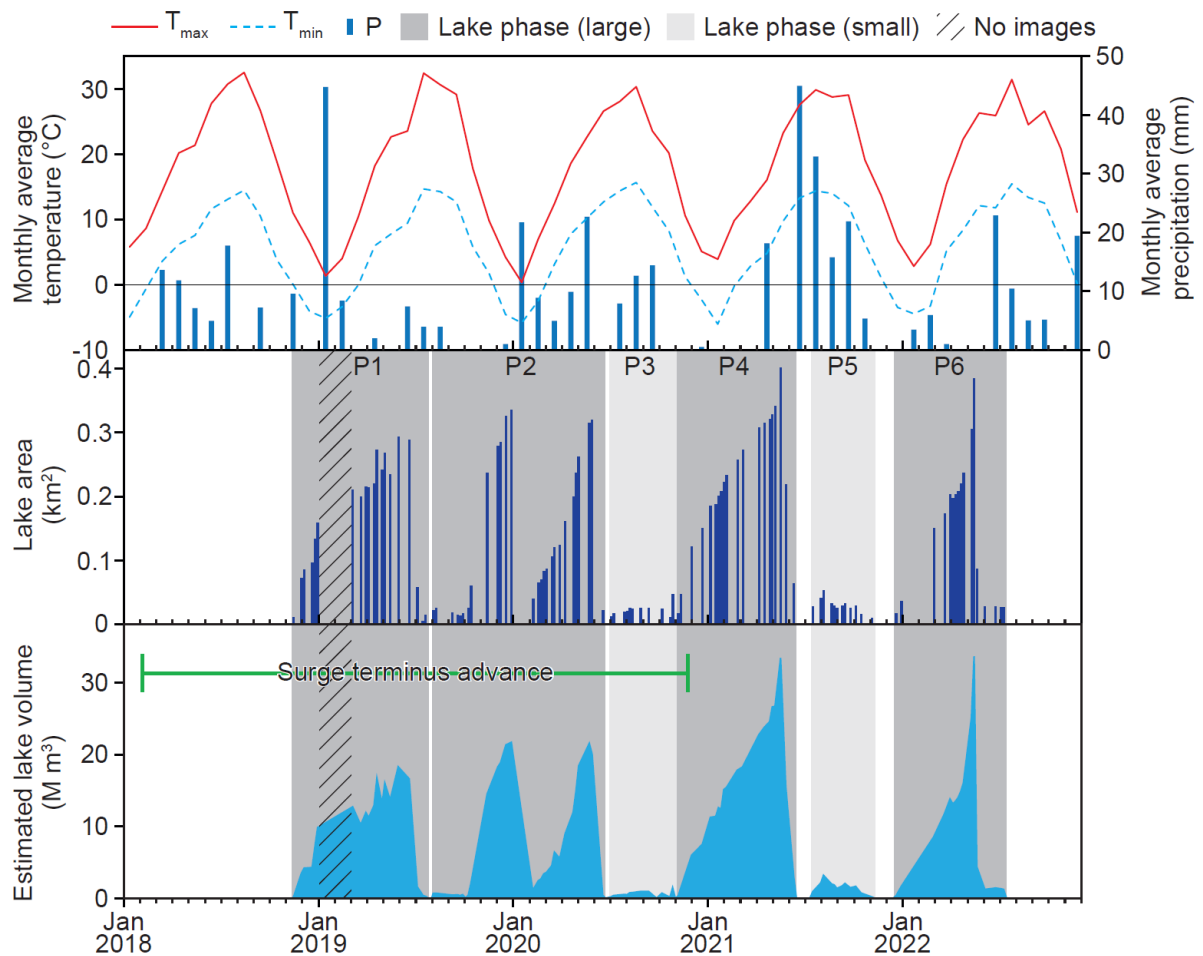 Tmax Tmin P Lake phase (large) Lake phase (small) No images
Monthly average
temperature (°C)
30
20
10
0
-10
50
40
30
20
10
0
Monthly average
precipitation (mm)
P1 P2 P3 P4 P5 P6
Lake area
(km²)
0.4
0.3
0.2
0.1
0
Surge terminus advance
Estimated lake volume
(M m³)
30
20
10
0
Jan Jan Jan Jan Jan
2018 2019 2020 2021 2022